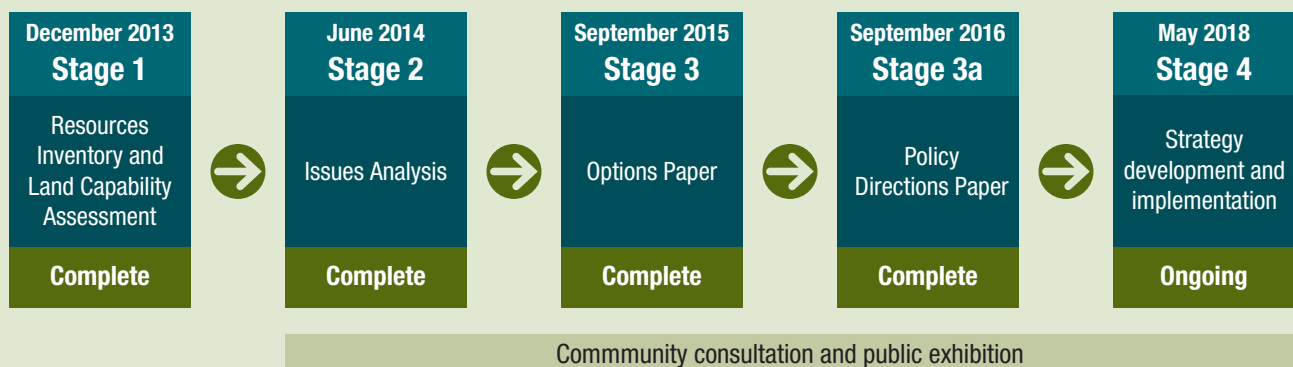 December 2013
Stage 1
Resources
Inventory and
Land Capability
Assessment
Complete
June 2014
Stage 2
Issues Analysis
Complete
September 2015
Stage 3
Options Paper
Complete
September 2016
Stage 3a
Policy
Directions Paper
Complete
May 2018
Stage 4
Strategy
development and
implementation
Ongoing
Commmunity consultation and public exhibition